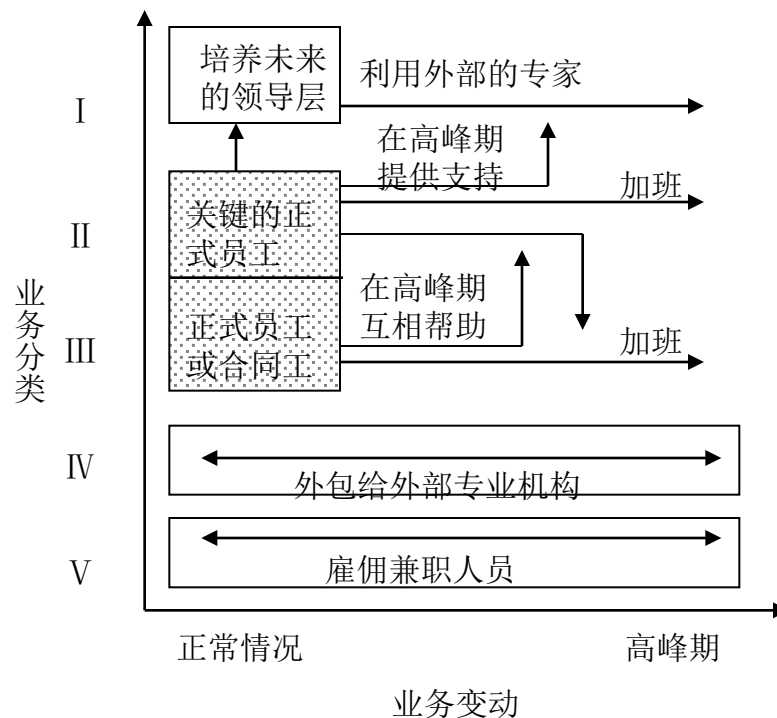 培养未来
的领导层
利用外部的专家
Ⅰ
在高峰期
提供支持
加班
关键的正
式员工
Ⅱ
在高峰期
互相帮助
业务分类
正式员工
或合同工
加班
Ⅲ
Ⅳ
外包给外部专业机构
Ⅴ
雇佣兼职人员
正常情况
高峰期
业务变动